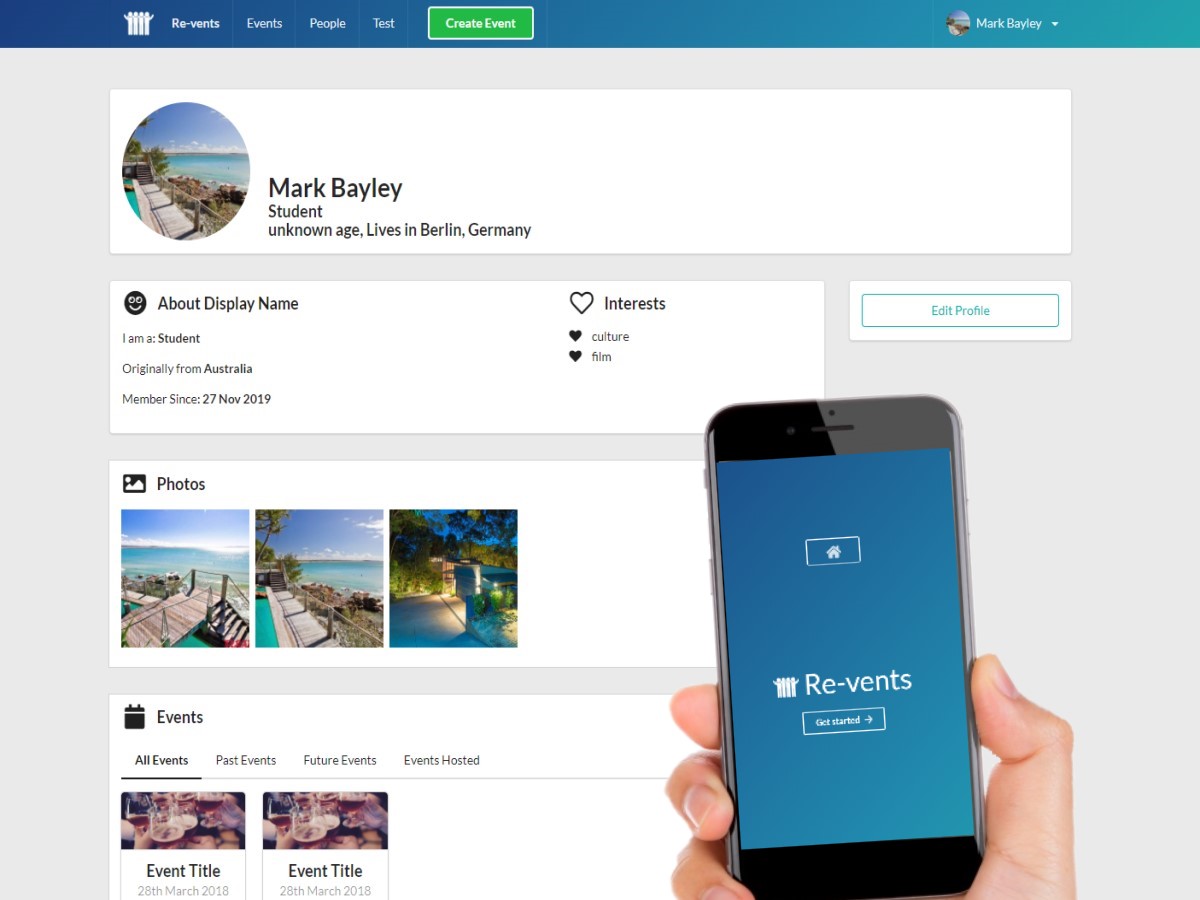 Re-vents Events People Test Create Event Mark Bayley
Mark Bayley
Student
unknown age, Lives in Berlin, Germany
About Display Name
I am a: Student
Originally from Australia
Member Since: 27 Nov 2019
Interests
culture
film
Edit Profile
Photos
Events
All Events Past Events Future Events Events Hosted
Event Title
28th March 2018
Event Title
28th March 2018
Re-vents
Get started